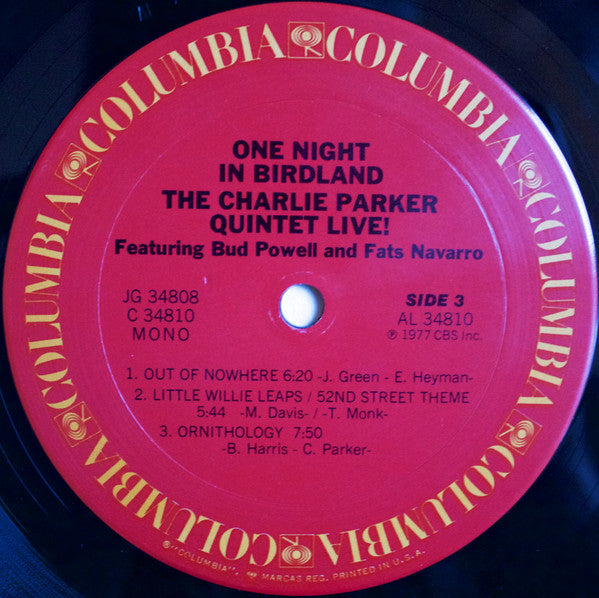 COLUMBIA COLUMBIA COLUMBIA COLUMBIA COLUMBIA COLUMBIA COLUMBIA COLUMBIA
ONE NIGHT
IN BIRDLAND
THE CHARLIE PARKER
QUINTET LIVE!
Featuring Bud Powell and Fats Navarro
JG 34808
C 34810
MONO
SIDE 3
AL 34810
℗ 1977 CBS Inc.
1. OUT OF NOWHERE 6:20 -J. Green - E. Heyman-
2. LITTLE WILLIE LEAPS / 52ND STREET THEME
5:44 -M. Davis- / -T. Monk-
3. ORNITHOLOGY 7:50
-B. Harris - C. Parker-
®"COLUMBIA", MARCAS REG. PRINTED IN U.S.A.